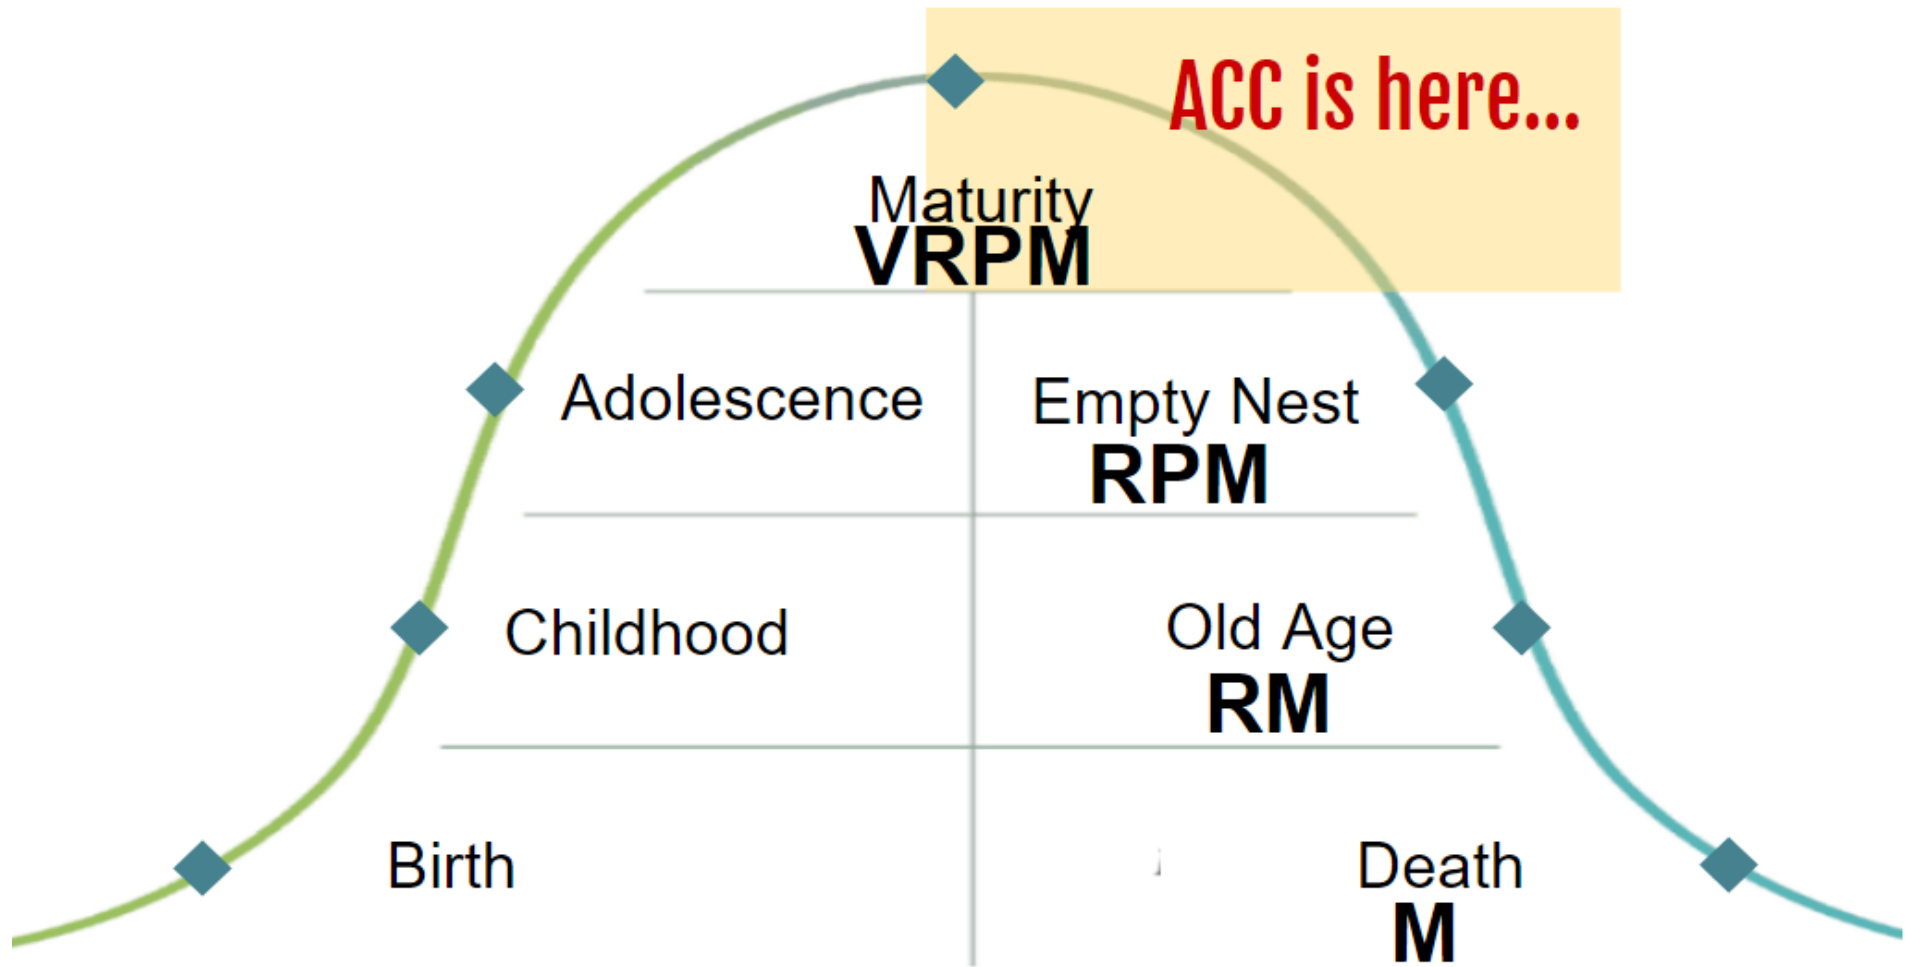 ACC is here...
Maturity
VRPM
Adolescence
Empty Nest
RPM
Childhood
Old Age
RM
Birth
Death
M